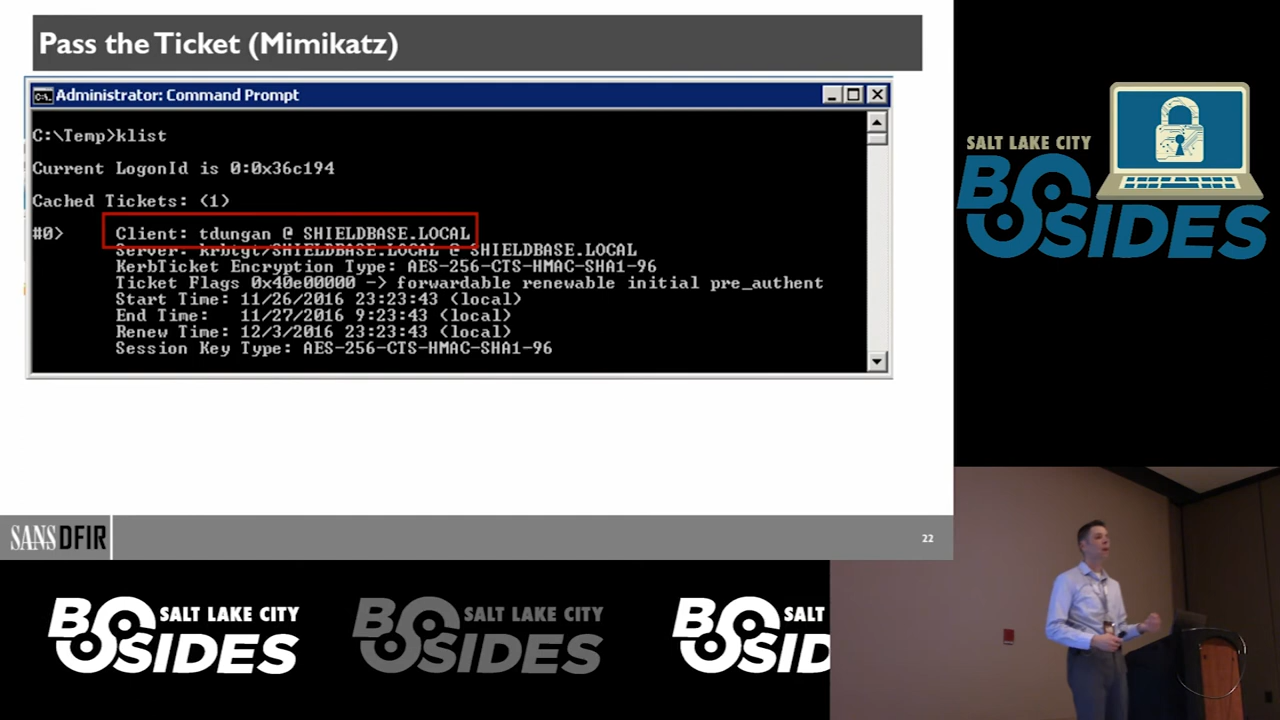 Pass the Ticket (Mimikatz)
Administrator: Command Prompt
C:\Temp>klist
Current LogonId is 0:0x36c194
Cached Tickets: (1)
#0> Client: tdungan @ SHIELDBASE.LOCAL
Server: krbtgt/SHIELDBASE.LOCAL @ SHIELDBASE.LOCAL
KerbTicket Encryption Type: AES-256-CTS-HMAC-SHA1-96
Ticket Flags 0x40e00000 -> forwardable renewable initial pre_authent
Start Time: 11/26/2016 23:23:43 (local)
End Time: 11/27/2016 9:23:43 (local)
Renew Time: 12/3/2016 23:23:43 (local)
Session Key Type: AES-256-CTS-HMAC-SHA1-96
SANS DFIR
22
SALT LAKE CITY
BSIDES
SALT LAKE CITY
BSIDES
SALT LAKE CITY
BSIDES
SALT
BSID